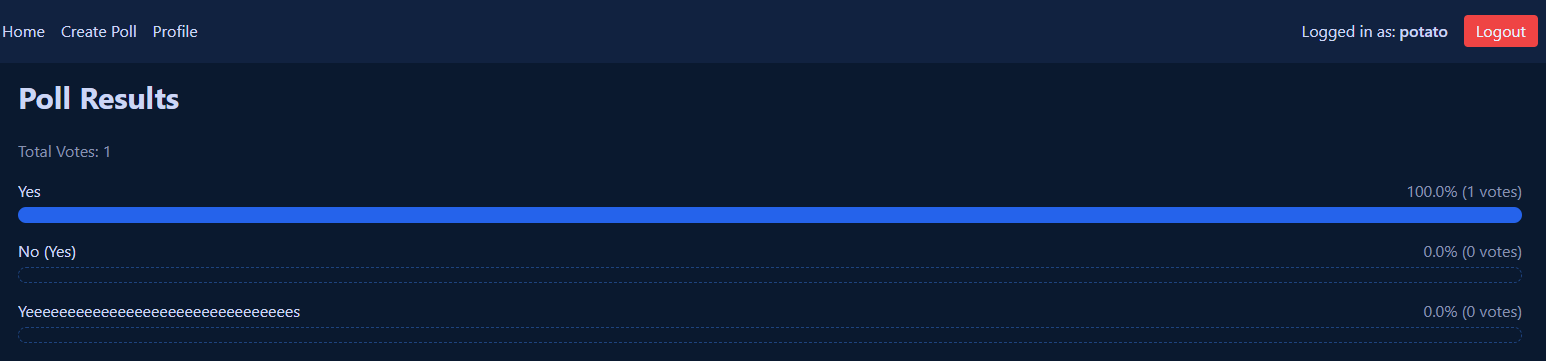 Home Create Poll Profile Logged in as: potato Logout
Poll Results
Total Votes: 1
Yes 100.0% (1 votes)
No (Yes) 0.0% (0 votes)
Yeeeeeeeeeeeeeeeeeeeeeeeeeeeeeeees 0.0% (0 votes)